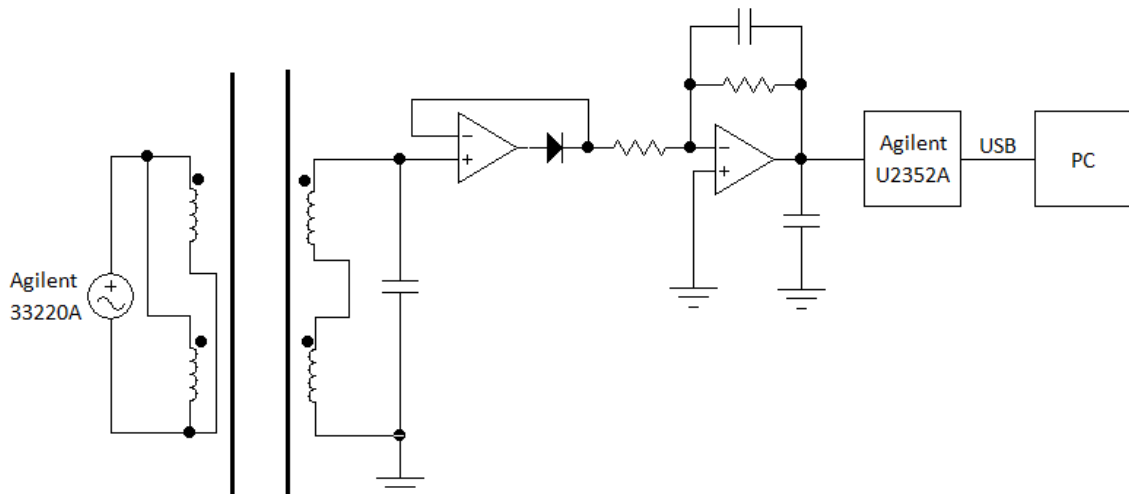 Agilent
33220A
Agilent
U2352A
USB
PC